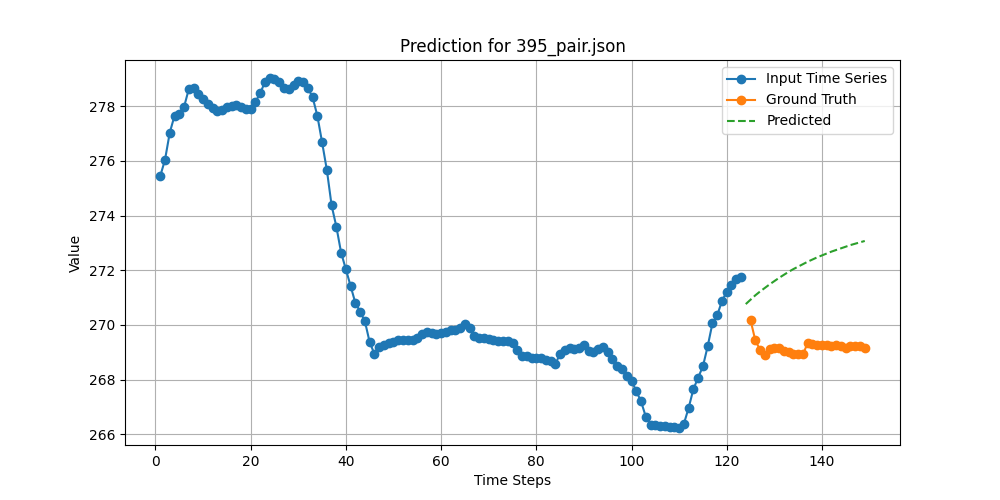 Prediction for 395_pair.json
Input Time Series
Ground Truth
Predicted
Value
278
276
274
272
270
268
266
0 20 40 60 80 100 120 140
Time Steps